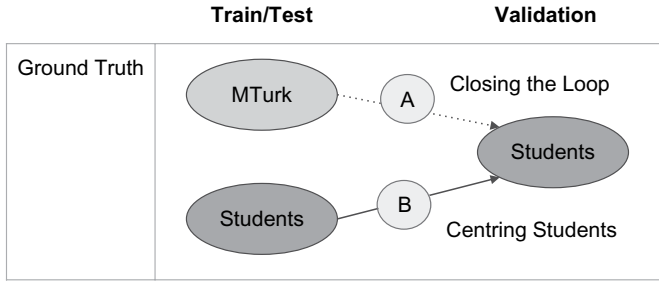 Train/Test
Validation
Ground Truth
MTurk
A
Closing the Loop
Students
Students
B
Centring Students